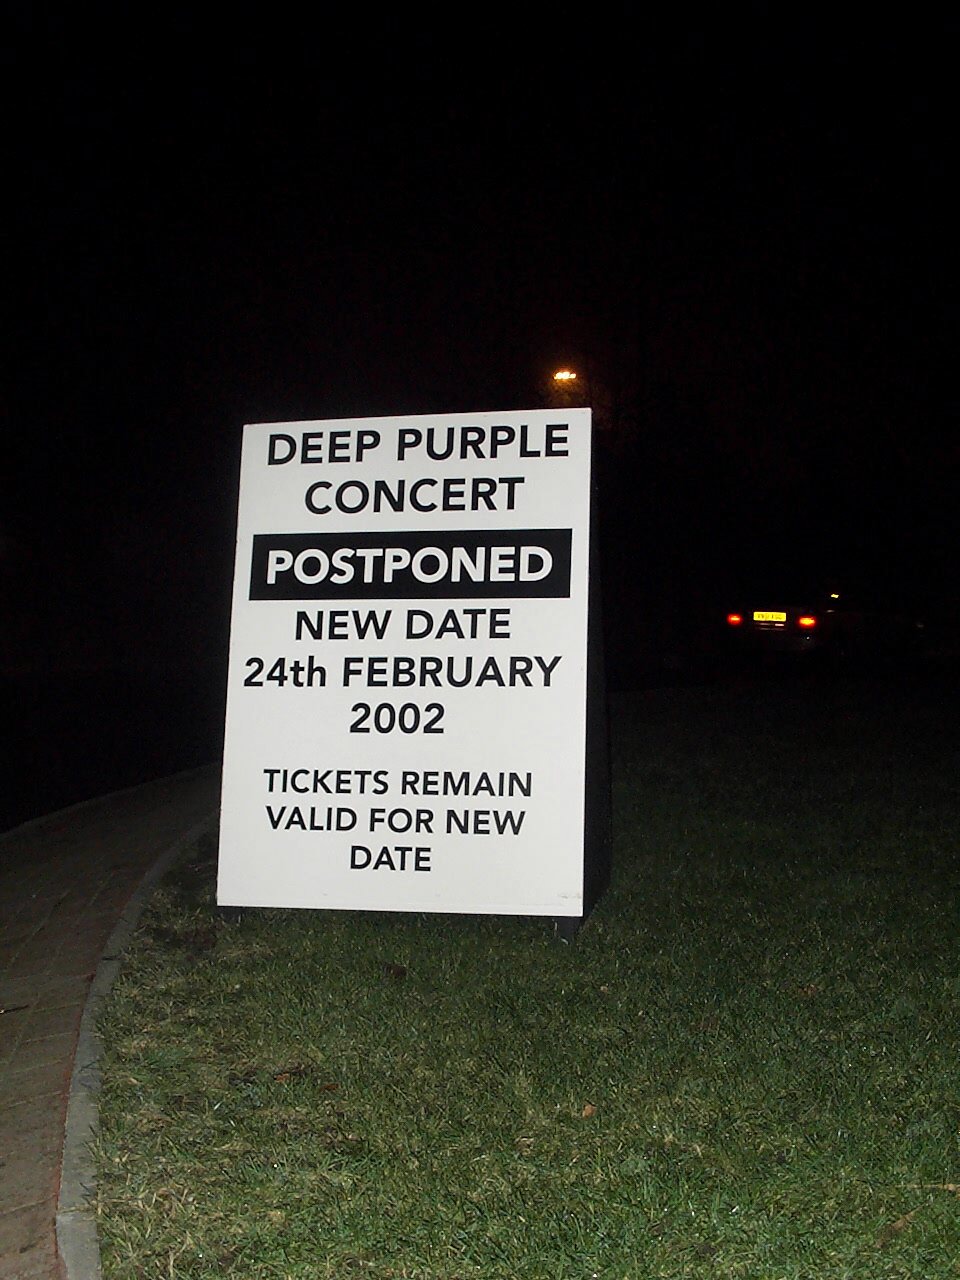 DEEP PURPLE
CONCERT
POSTPONED
NEW DATE
24th FEBRUARY
2002
TICKETS REMAIN
VALID FOR NEW
DATE